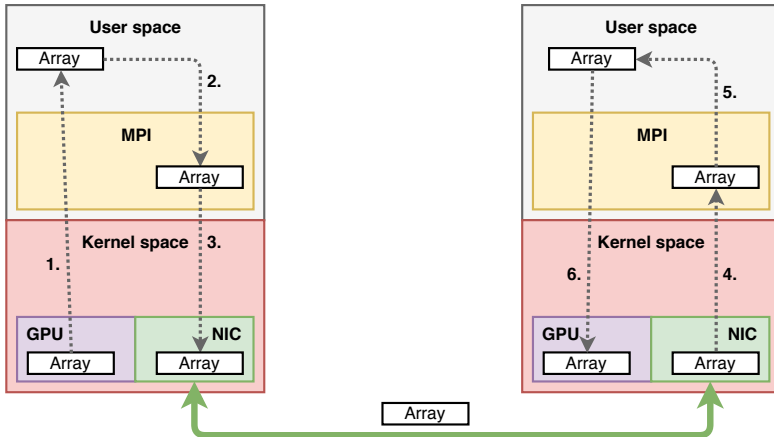 User space
Array
2.
MPI
Array
Kernel space
1.
3.
GPU
NIC
Array
Array
User space
Array
5.
MPI
Array
Kernel space
6.
4.
GPU
NIC
Array
Array
Array